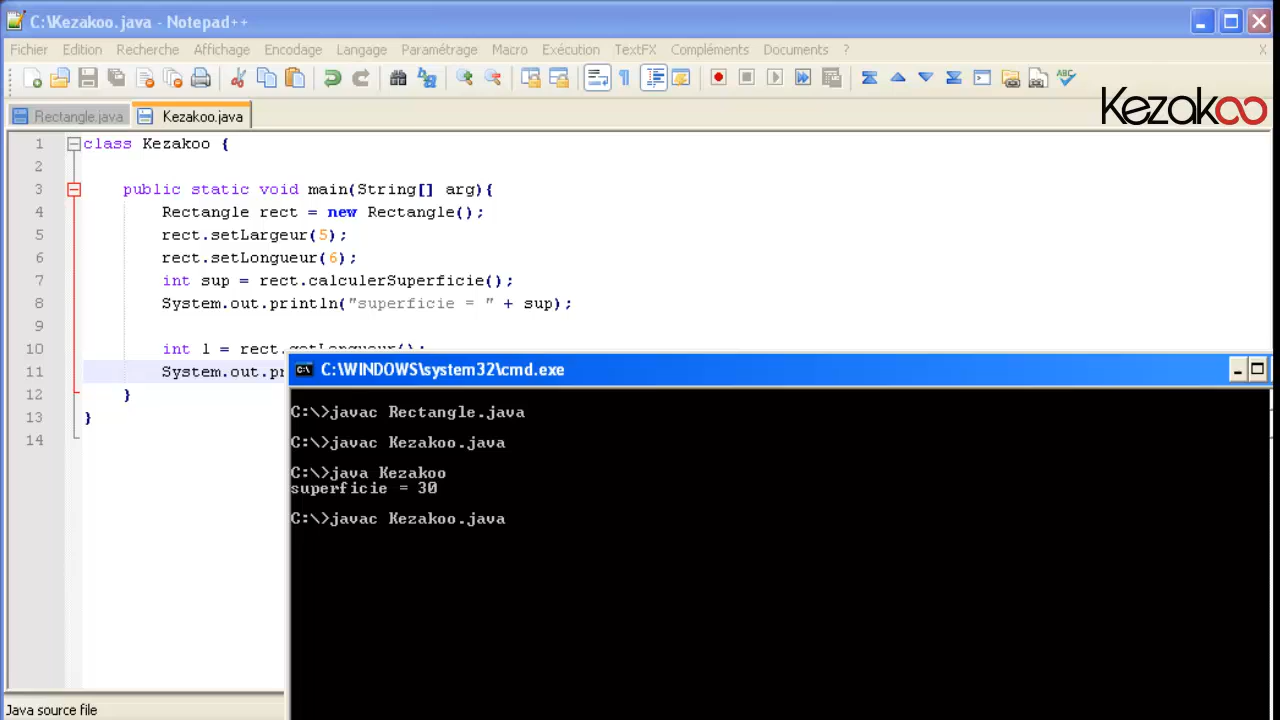 C:\Kezakoo.java - Notepad++
Fichier Edition Recherche Affichage Encodage Langage Paramétrage Macro Exécution TextFX Compléments Documents ? X
Rectangle.java Kezakoo.java
Kezakoo
1 class Kezakoo {
2
3 public static void main(String[] arg){
4 Rectangle rect = new Rectangle();
5 rect.setLargeur(5);
6 rect.setLongueur(6);
7 int sup = rect.calculerSuperficie();
8 System.out.println("superficie = " + sup);
9
10 int l = rect.getLongueur();
11 System.out.pr
12 }
13 }
14
C:\WINDOWS\system32\cmd.exe
C:\>javac Rectangle.java
C:\>javac Kezakoo.java
C:\>java Kezakoo
superficie = 30
C:\>javac Kezakoo.java
Java source file